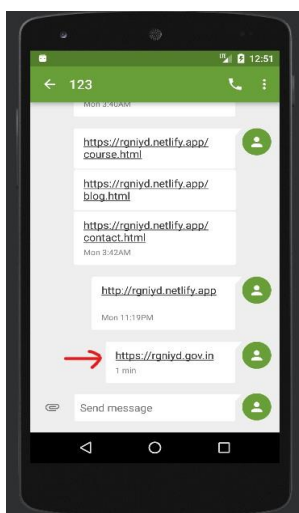 12:51
123
Mon 3:40AM
https://rgniyd.netlify.app/
course.html
https://rgniyd.netlify.app/
blog.html
https://rgniyd.netlify.app/
contact.html
Mon 3:42AM
http://rgniyd.netlify.app
Mon 11:19PM
https://rgniyd.gov.in
1 min
Send message